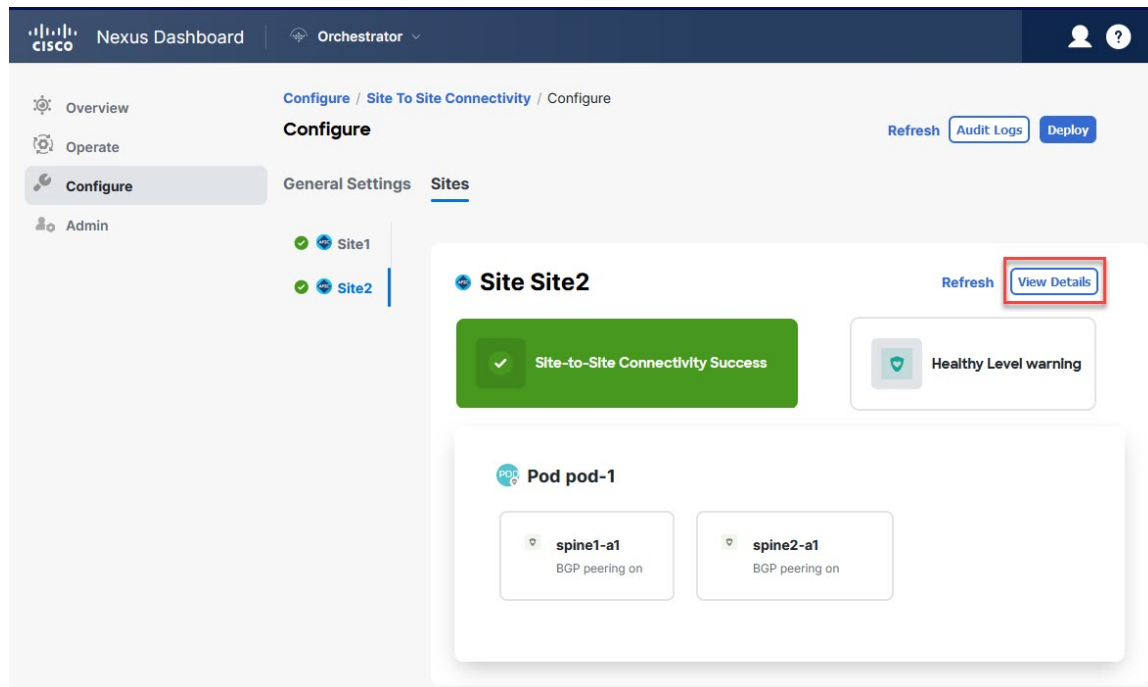 CISCO Nexus Dashboard Orchestrator ?
Overview
Operate
Configure
Admin
Configure / Site To Site Connectivity / Configure
Configure
Refresh Audit Logs Deploy
General Settings Sites
Site1
Site2
Site Site2
Refresh View Details
Site-to-Site Connectivity Success
Healthy Level warning
POD Pod pod-1
spine1-a1
BGP peering on
spine2-a1
BGP peering on